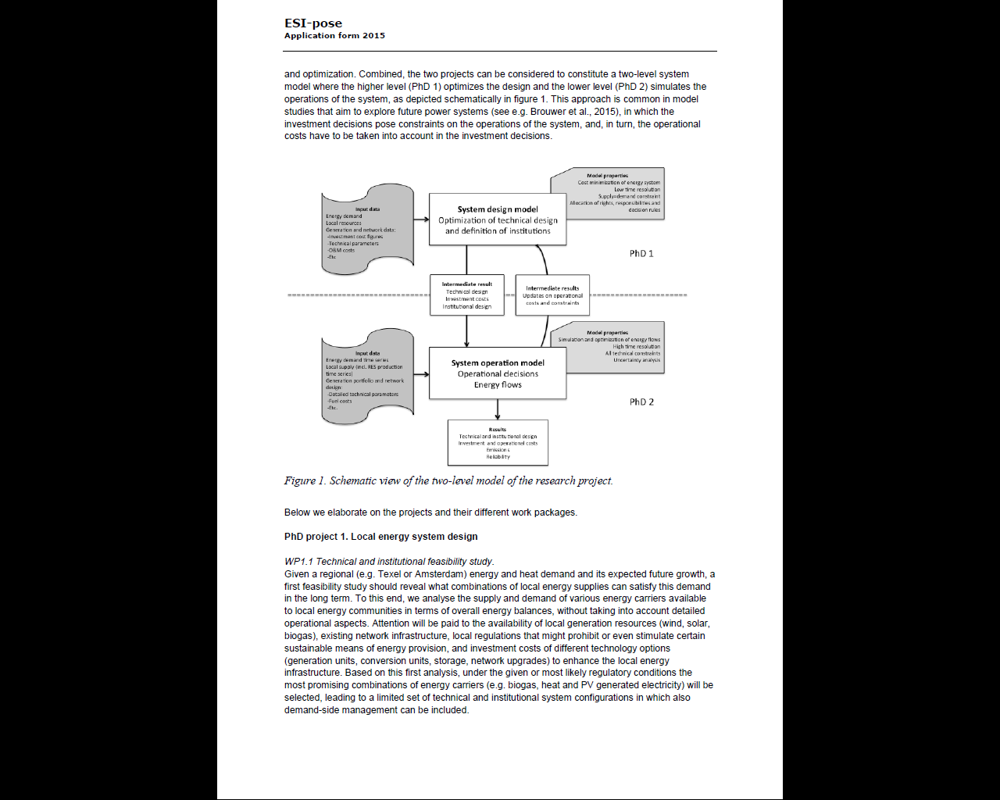 ESI-pose
Application form 2015
and optimization. Combined, the two projects can be considered to constitute a two-level system
model where the higher level (PhD 1) optimizes the design and the lower level (PhD 2) simulates the
operations of the system, as depicted schematically in figure 1. This approach is common in model
studies that aim to explore future power systems (see e.g. Brouwer et al., 2015), in which the
investment decisions pose constraints on the operations of the system, and, in turn, the operational
costs have to be taken into account in the investment decisions.
Model properties
Cost minimization of energy system
Low time resolution
Supply=demand constraint
Allocation of rights, responsibilities and
decision rules
Input data
Energy demand
Local resources
Generation and network data:
-Investment cost figures
-Technical parameters
-O&M costs
-Etc
System design model
Optimization of technical design
and definition of institutions
PhD 1
Intermediate result
Technical design
Investment costs
Institutional design
Intermediate results
Updates on operational
costs and constraints
Model properties
Simulation and optimization of energy flows
High time resolution
All technical constraints
Uncertainty analysis
Input data
Energy demand time series
Local supply (incl. RES production
time series)
Generation portfolio and network
design:
-Detailed technical parameters
-Fuel costs
-Etc.
System operation model
Operational decisions
Energy flows
PhD 2
Results
Technical and institutional design
Investment and operational costs
Emissions
Reliability
Figure 1. Schematic view of the two-level model of the research project.
Below we elaborate on the projects and their different work packages.
PhD project 1. Local energy system design
WP1.1 Technical and institutional feasibility study.
Given a regional (e.g. Texel or Amsterdam) energy and heat demand and its expected future growth, a
first feasibility study should reveal what combinations of local energy supplies can satisfy this demand
in the long term. To this end, we analyse the supply and demand of various energy carriers available
to local energy communities in terms of overall energy balances, without taking into account detailed
operational aspects. Attention will be paid to the availability of local generation resources (wind, solar,
biogas), existing network infrastructure, local regulations that might prohibit or even stimulate certain
sustainable means of energy provision, and investment costs of different technology options
(generation units, conversion units, storage, network upgrades) to enhance the local energy
infrastructure. Based on this first analysis, under the given or most likely regulatory conditions the
most promising combinations of energy carriers (e.g. biogas, heat and PV generated electricity) will be
selected, leading to a limited set of technical and institutional system configurations in which also
demand-side management can be included.